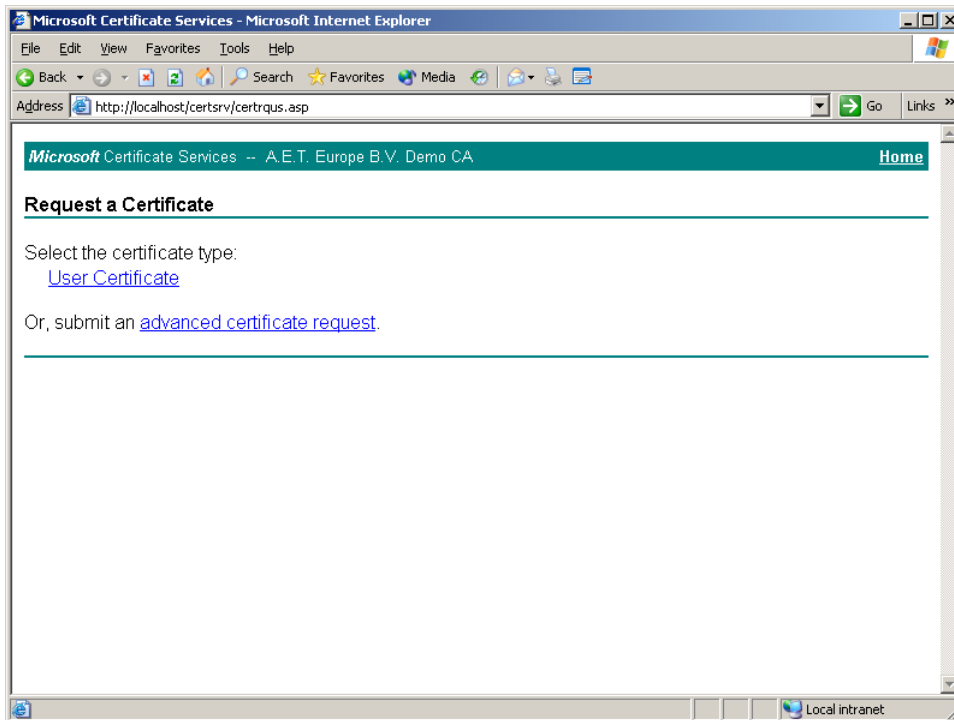 Microsoft Certificate Services - Microsoft Internet Explorer
File Edit View Favorites Tools Help
Back Search Favorites Media
Address http://localhost/certsrv/certrqus.asp Go Links »
Microsoft Certificate Services -- A.E.T. Europe B.V. Demo CA Home
Request a Certificate
Select the certificate type:
User Certificate
Or, submit an advanced certificate request.
Local intranet